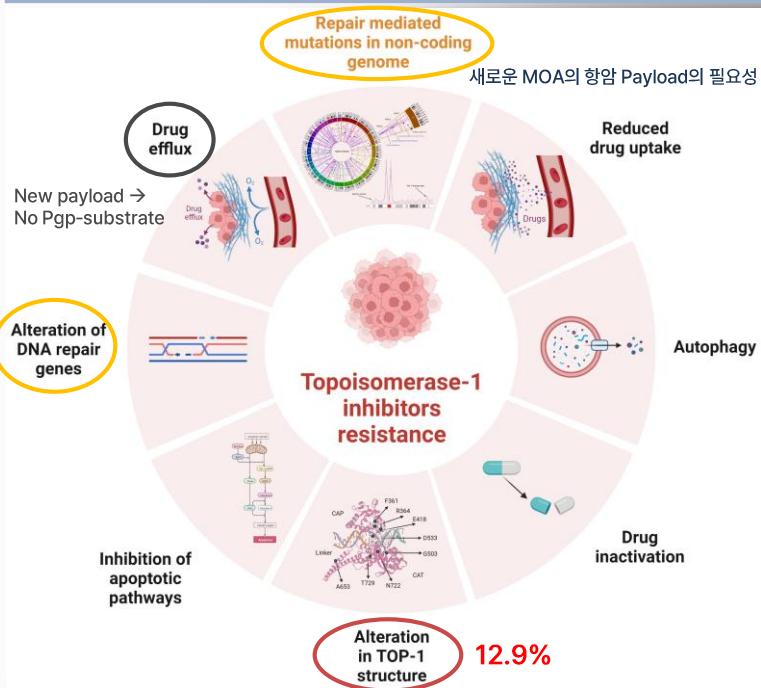 Repair mediated
mutations in non-coding
genome
새로운 MOA의 항암 Payload의 필요성
Drug
efflux
Reduced
drug uptake
New payload →
No Pgp-substrate
Drug
efflux
O₂
O₂
Drugs
Alteration of
DNA repair
genes
Autophagy
Topoisomerase-1
inhibitors
resistance
F361
R364
E418
CAP
D533
G503
Linker
CAT
A653
T729
N722
Inhibition of
apoptotic
pathways
Drug
inactivation
Alteration
in TOP-1
structure
12.9%